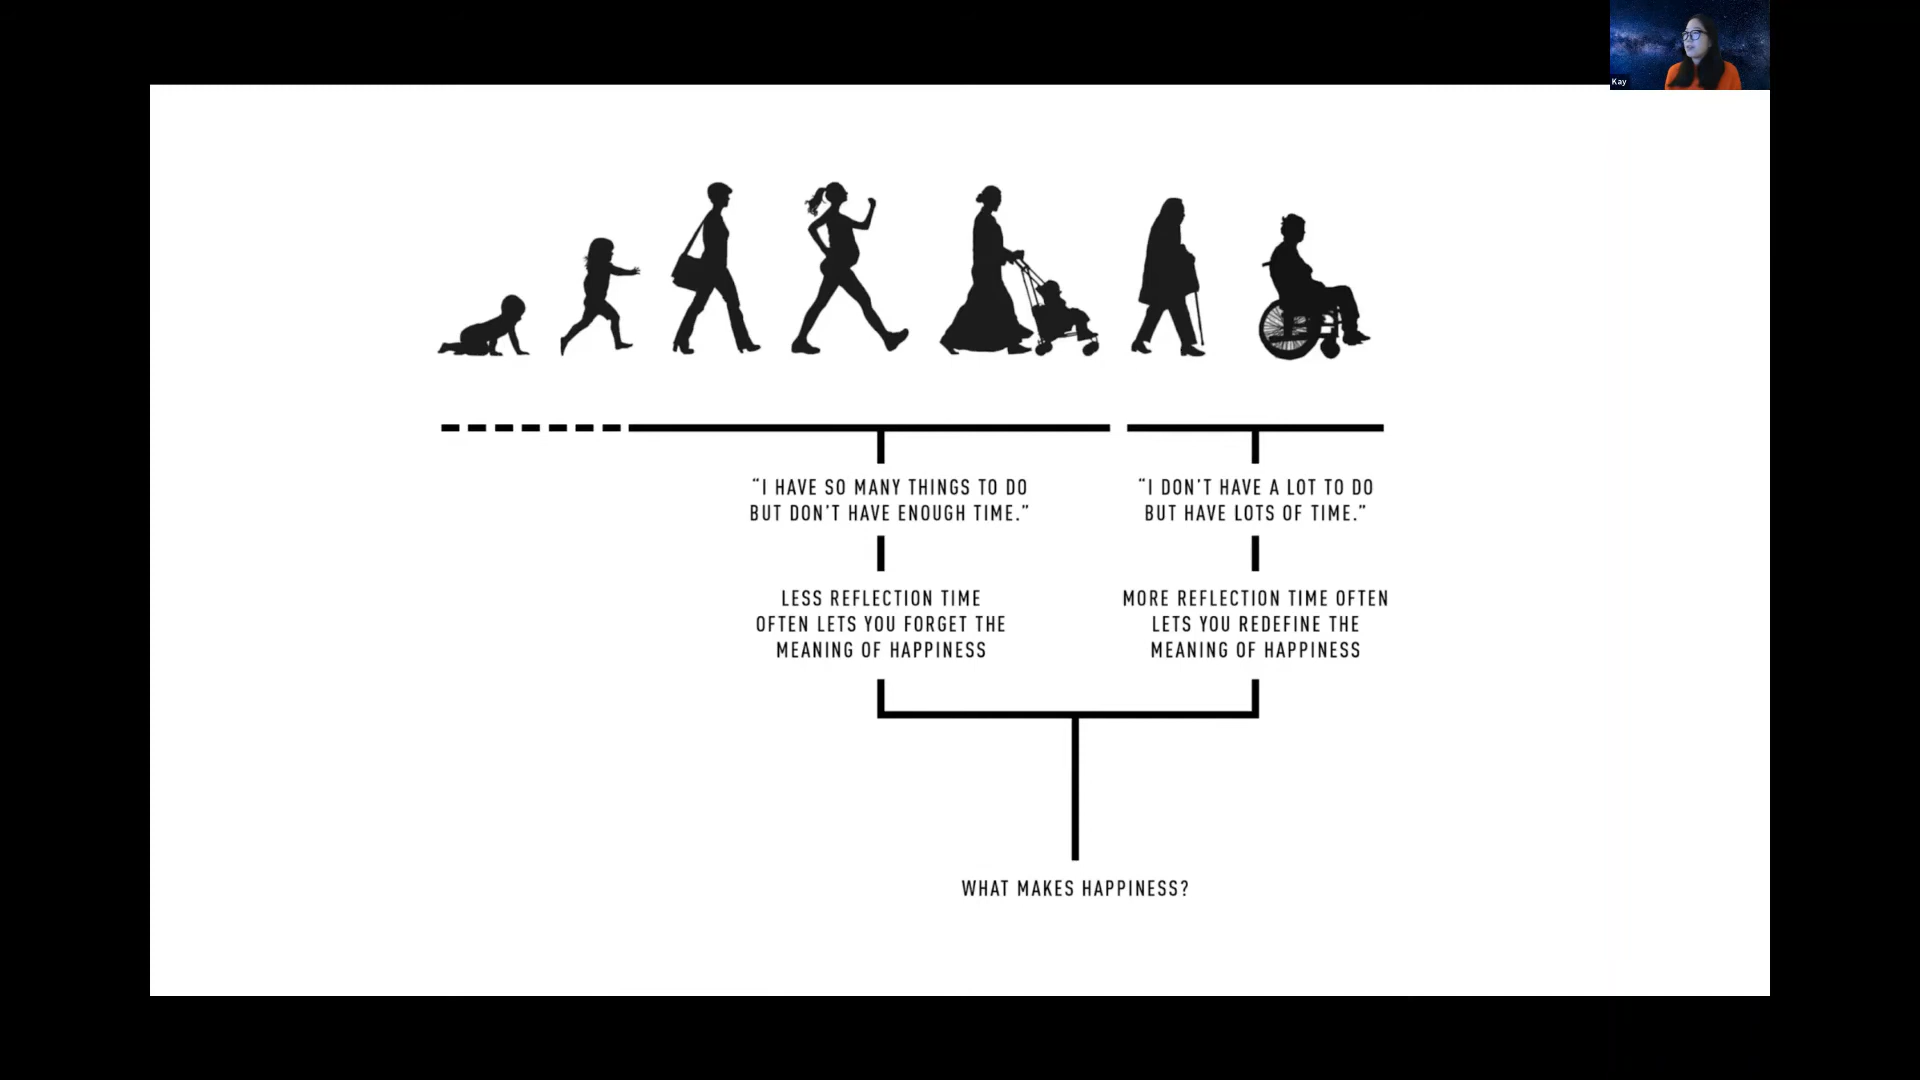 Kay
“I HAVE SO MANY THINGS TO DO
BUT DON’T HAVE ENOUGH TIME.”
“I DON’T HAVE A LOT TO DO
BUT HAVE LOTS OF TIME.”
LESS REFLECTION TIME
OFTEN LETS YOU FORGET THE
MEANING OF HAPPINESS
MORE REFLECTION TIME OFTEN
LETS YOU REDEFINE THE
MEANING OF HAPPINESS
WHAT MAKES HAPPINESS?